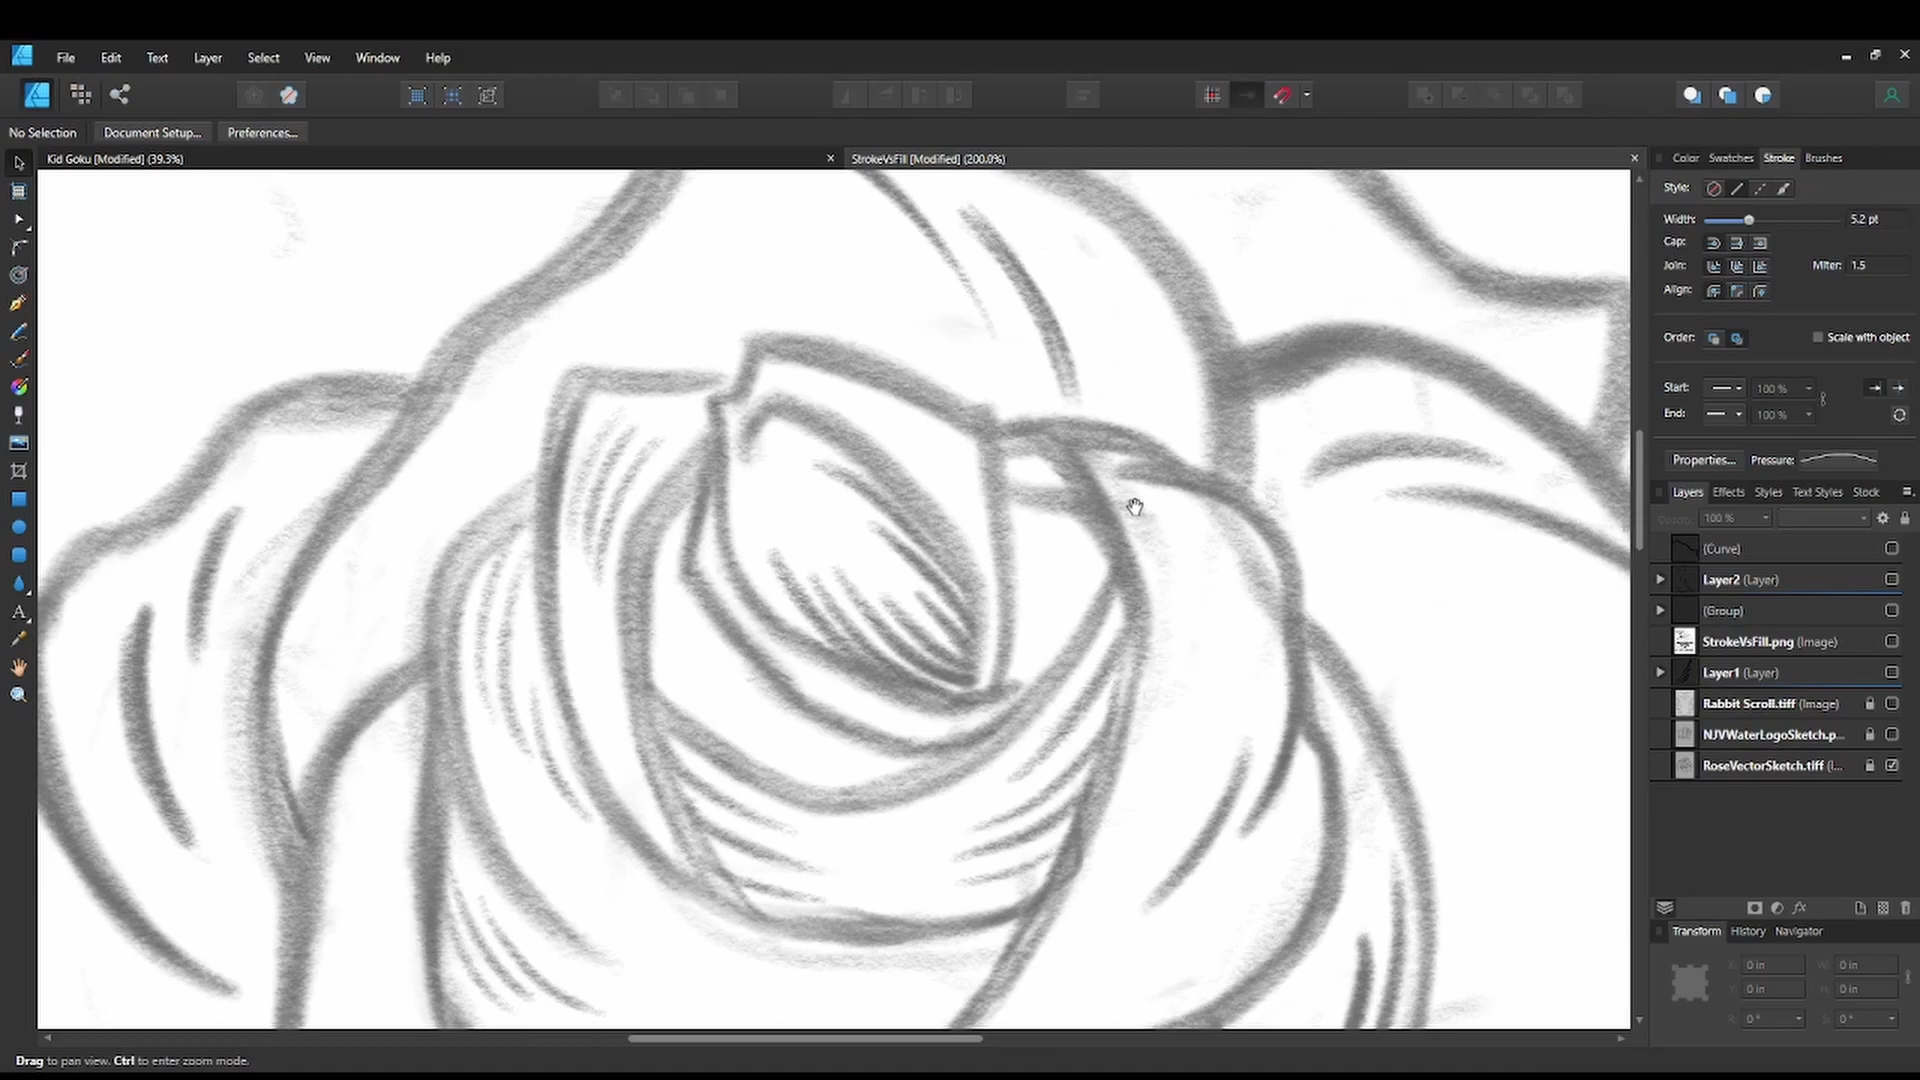 File Edit Text Layer Select View Window Help
No Selection Document Setup... Preferences...
Kid Goku [Modified] (39.3%) StrokeVsFill [Modified] (200.0%)
Color Swatches Stroke Brushes
Style:
Width: 5.2 pt
Cap:
Join: Miter: 1.5
Align:
Order: Scale with object
Start: 100 %
End: 100 %
Properties... Pressure:
Layers Effects Styles Text Styles Stock
Opacity: 100 %
(Curve)
Layer2 (Layer)
(Group)
StrokeVsFill.png (Image)
Layer1 (Layer)
Rabbit Scroll.tiff (Image)
NJVWaterLogoSketch.p...
RoseVectorSketch.tiff (I...
Transform History Navigator
X: 0 in W: 0 in
Y: 0 in H: 0 in
R: 0 ° S: 0 °
Drag to pan view. Ctrl to enter zoom mode.